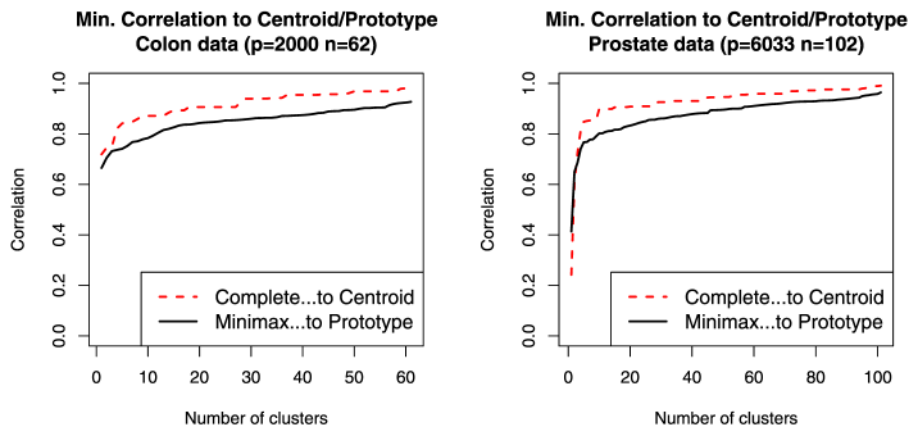 Min. Correlation to Centroid/Prototype
Colon data (p=2000 n=62)
Correlation
0.0
0.2
0.4
0.6
0.8
1.0
Complete...to Centroid
Minimax...to Prototype
0 10 20 30 40 50 60
Number of clusters
Min. Correlation to Centroid/Prototype
Prostate data (p=6033 n=102)
Correlation
0.0
0.2
0.4
0.6
0.8
1.0
Complete...to Centroid
Minimax...to Prototype
0 20 40 60 80 100
Number of clusters